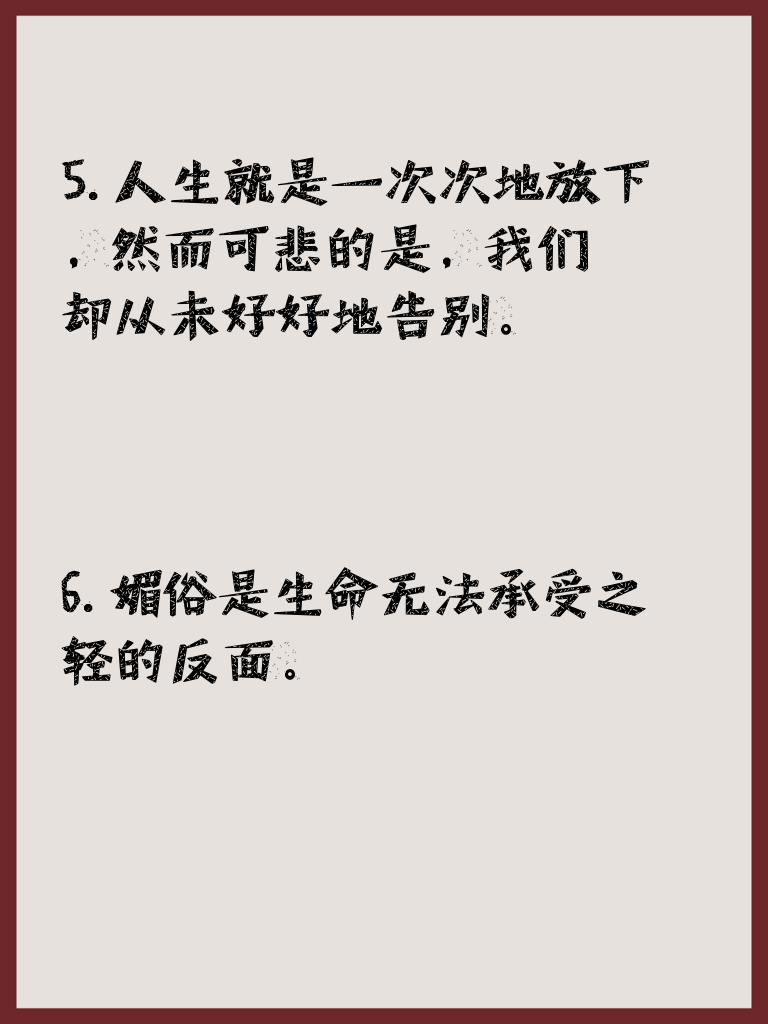 5. 人生就是一次次地放下
，然而可悲的是，我们
却从未好好地告别。
6. 媚俗是生命无法承受之
轻的反面。